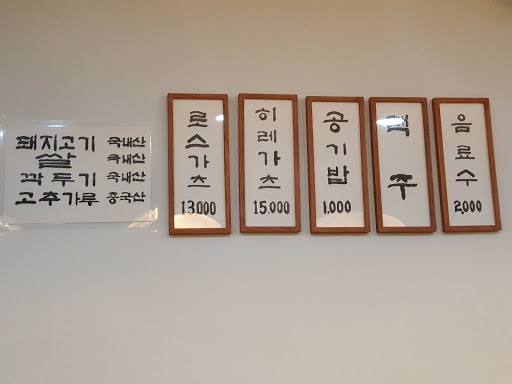 돼지고기 국내산
쌀 국내산
깍두기 국내산
고추가루 중국산
로스가츠
13,000
히레가츠
15.000
공기밥
1.000
맥주
음료수
2,000